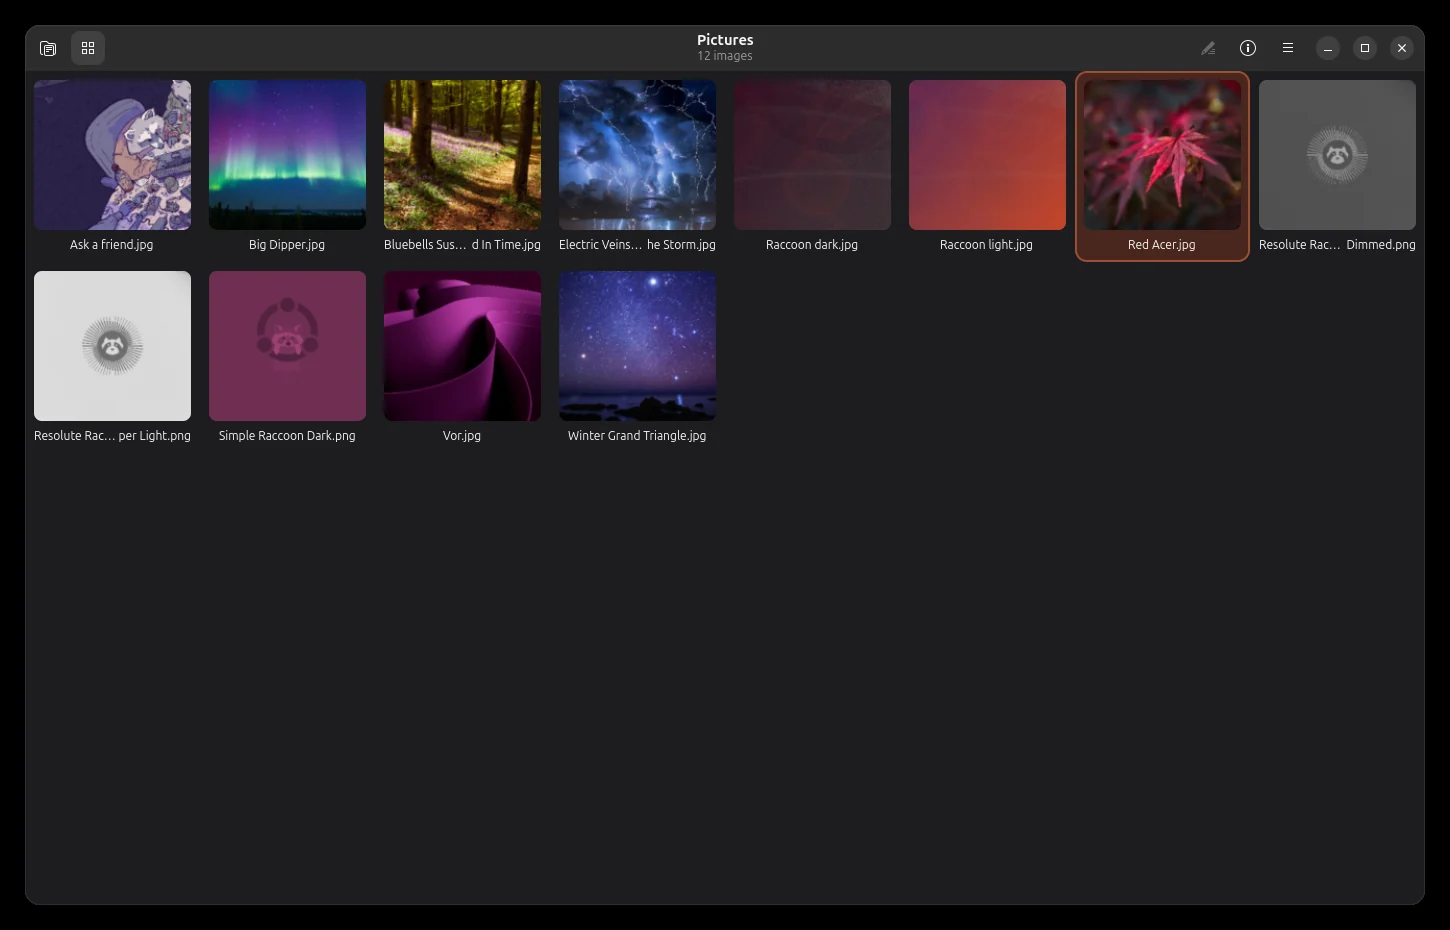 Pictures
12 images
Ask a friend.jpg
Big Dipper.jpg
Bluebells Sus… d In Time.jpg
Electric Veins… he Storm.jpg
Raccoon dark.jpg
Raccoon light.jpg
Red Acer.jpg
Resolute Rac… Dimmed.png
Resolute Rac… per Light.png
Simple Raccoon Dark.png
Vor.jpg
Winter Grand Triangle.jpg